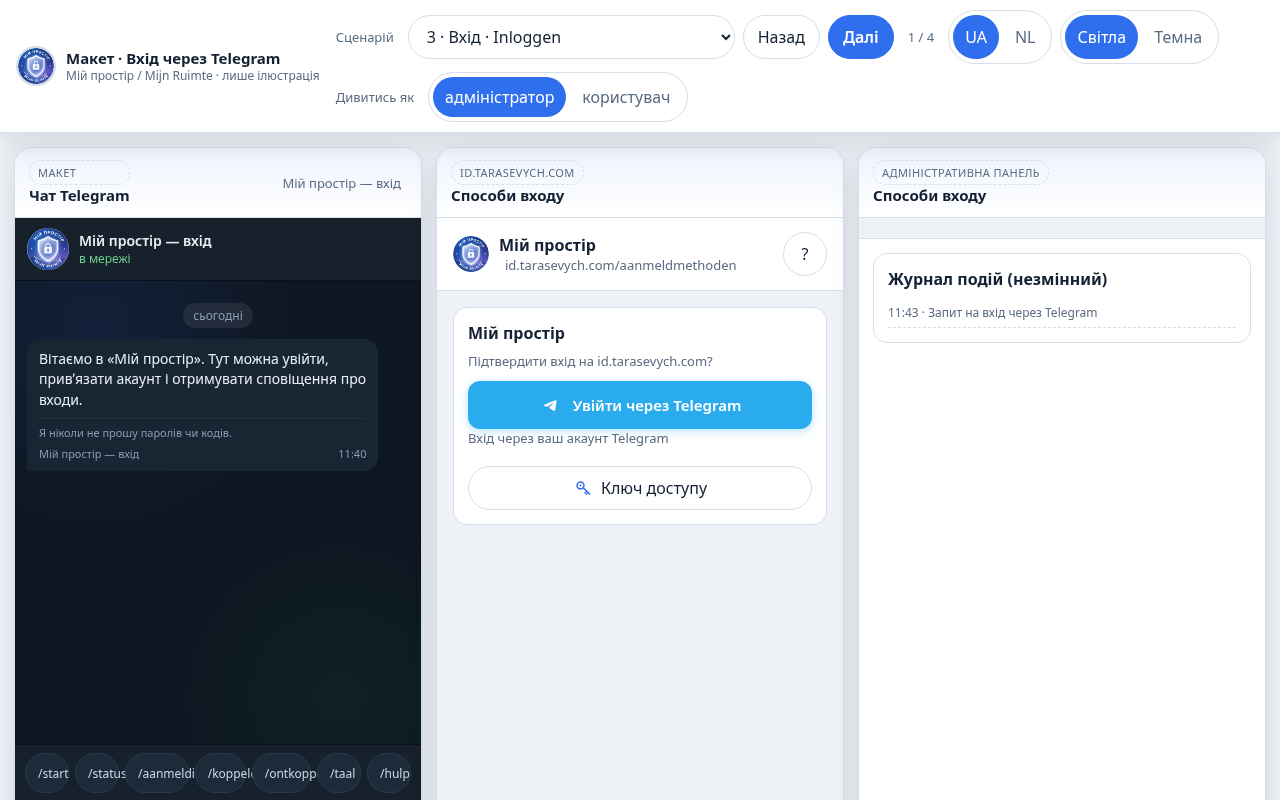 Макет · Вхід через Telegram
Мій простір / Mijn Ruimte · лише ілюстрація
Сценарій
3 · Вхід · Inloggen
Назад
Далі
1 / 4
UA
NL
Світла
Темна
Дивитись як
адміністратор
користувач
МАКЕТ
Чат Telegram
Мій простір — вхід
Мій простір — вхід
в мережі
сьогодні
Вітаємо в «Мій простір». Тут можна увійти,
прив’язати акаунт і отримувати сповіщення про
входи.
Я ніколи не прошу паролів чи кодів.
Мій простір — вхід
11:40
/start
/status
/aanmeldi
/koppel
/ontkopp
/taal
/hulp
ID.TARASEVYCH.COM
Способи входу
Мій простір
id.tarasevych.com/aanmeldmethoden
?
Мій простір
Підтвердити вхід на id.tarasevych.com?
Увійти через Telegram
Вхід через ваш акаунт Telegram
Ключ доступу
АДМІНІСТРАТИВНА ПАНЕЛЬ
Способи входу
Журнал подій (незмінний)
11:43 · Запит на вхід через Telegram